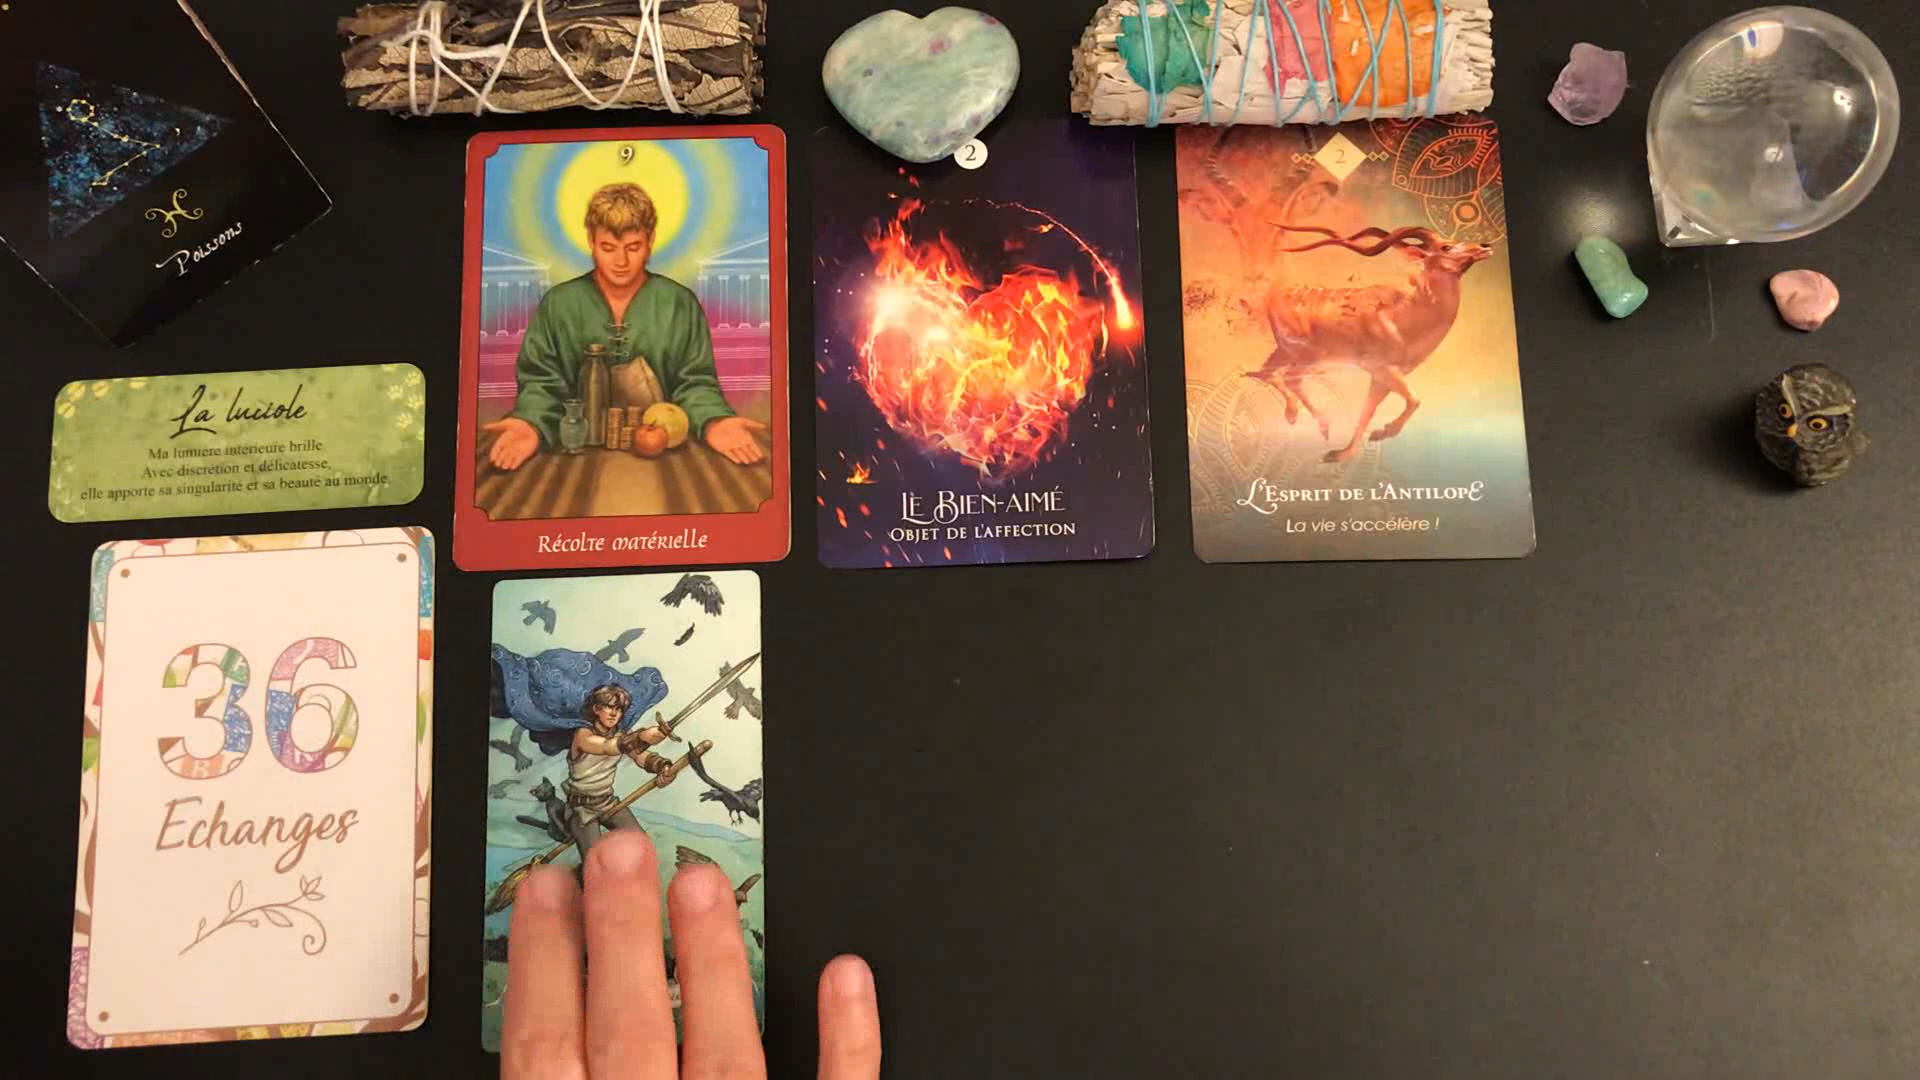 Poissons
La luciole
Ma lumière intérieure brille
Avec discrétion et délicatesse,
elle apporte sa singularité et sa beauté au monde.
36
Echanges
9
Récolte matérielle
2
Le Bien-aimé
Objet de l'affection
2
L'Esprit de l'Antilope
La vie s'accélère !